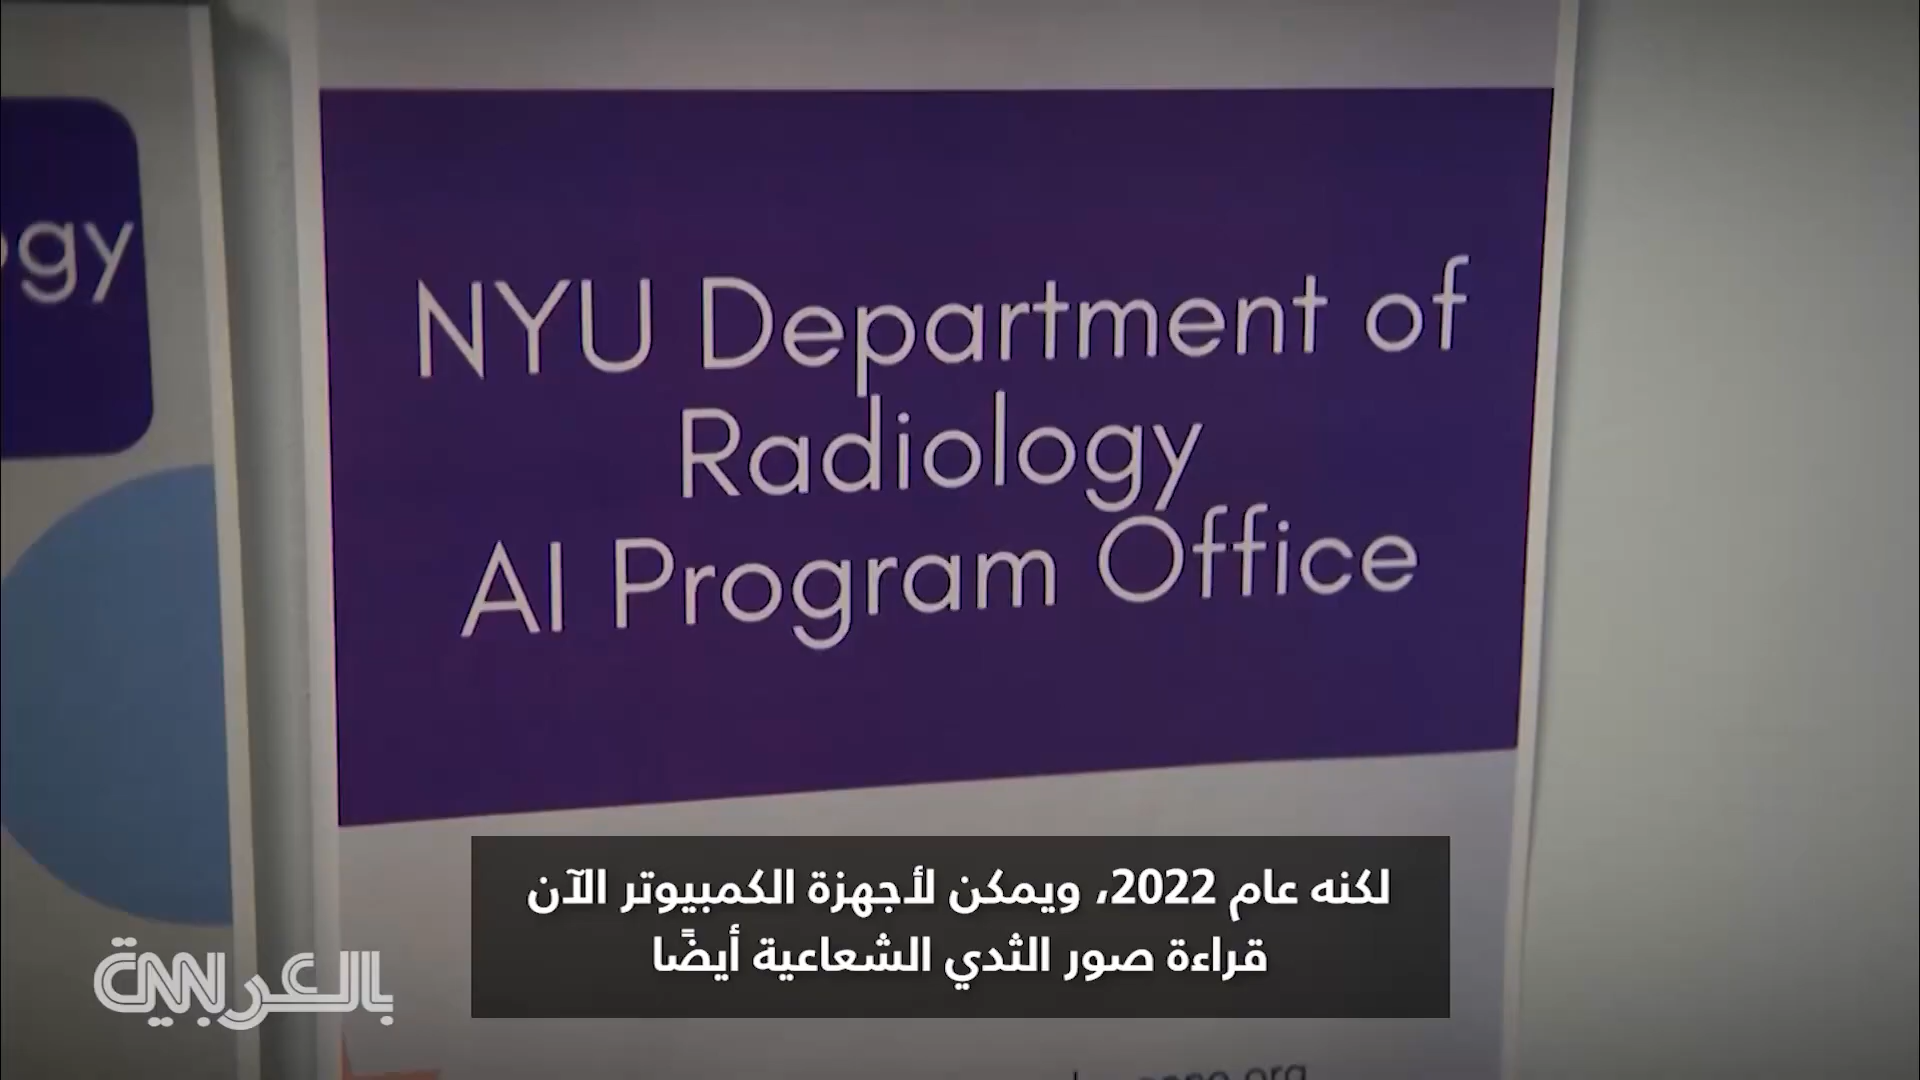 NYU Department of
Radiology
AI Program Office
لكنه عام 2022، ويمكن لأجهزة الكمبيوتر الآن
قراءة صور الثدي الشعاعية أيضًا
CNN بالعربية